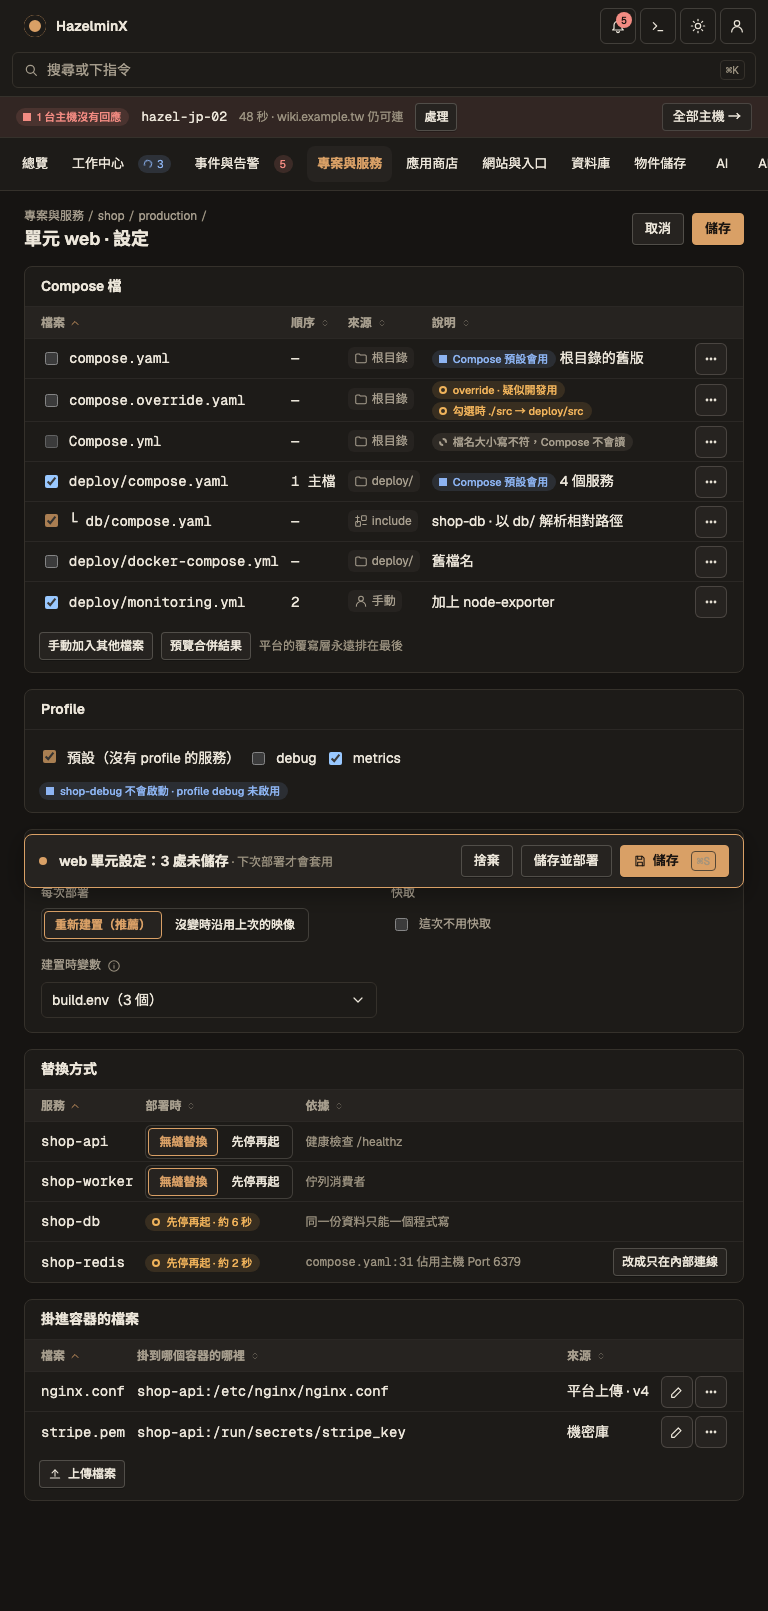 HazelminX
5
搜尋或下指令 ⌘K
1 台主機沒有回應 hazel-jp-02 48 秒 · wiki.example.tw 仍可連 處理 全部主機 →
總覽 工作中心 3 事件與告警 5 專案與服務 應用商店 網站與入口 資料庫 物件儲存 AI A
專案與服務 / shop / production /
單元 web · 設定 取消 儲存
Compose 檔
檔案 順序 來源 說明
compose.yaml – 根目錄 Compose 預設會用 根目錄的舊版
compose.override.yaml – 根目錄 override · 疑似開發用
勾選時 ./src → deploy/src
Compose.yml – 根目錄 檔名大小寫不符，Compose 不會讀
deploy/compose.yaml 1 主檔 deploy/ Compose 預設會用 4 個服務
└ db/compose.yaml – include shop-db · 以 db/ 解析相對路徑
deploy/docker-compose.yml – deploy/ 舊檔名
deploy/monitoring.yml 2 手動 加上 node-exporter
手動加入其他檔案 預覽合併結果 平台的覆寫層永遠排在最後
Profile
預設（沒有 profile 的服務） debug metrics
shop-debug 不會啟動 · profile debug 未啟用
web 單元設定：3 處未儲存 · 下次部署才會套用 捨棄 儲存並部署 儲存 ⌘S
每次部署 快取
重新建置（推薦） 沒變時沿用上次的映像 這次不用快取
建置時變數
build.env（3 個）
替換方式
服務 部署時 依據
shop-api 無縫替換 先停再起 健康檢查 /healthz
shop-worker 無縫替換 先停再起 佇列消費者
shop-db 先停再起 · 約 6 秒 同一份資料只能一個程式寫
shop-redis 先停再起 · 約 2 秒 compose.yaml:31 佔用主機 Port 6379 改成只在內部連線
掛進容器的檔案
檔案 掛到哪個容器的哪裡 來源
nginx.conf shop-api:/etc/nginx/nginx.conf 平台上傳 · v4
stripe.pem shop-api:/run/secrets/stripe_key 機密庫
上傳檔案